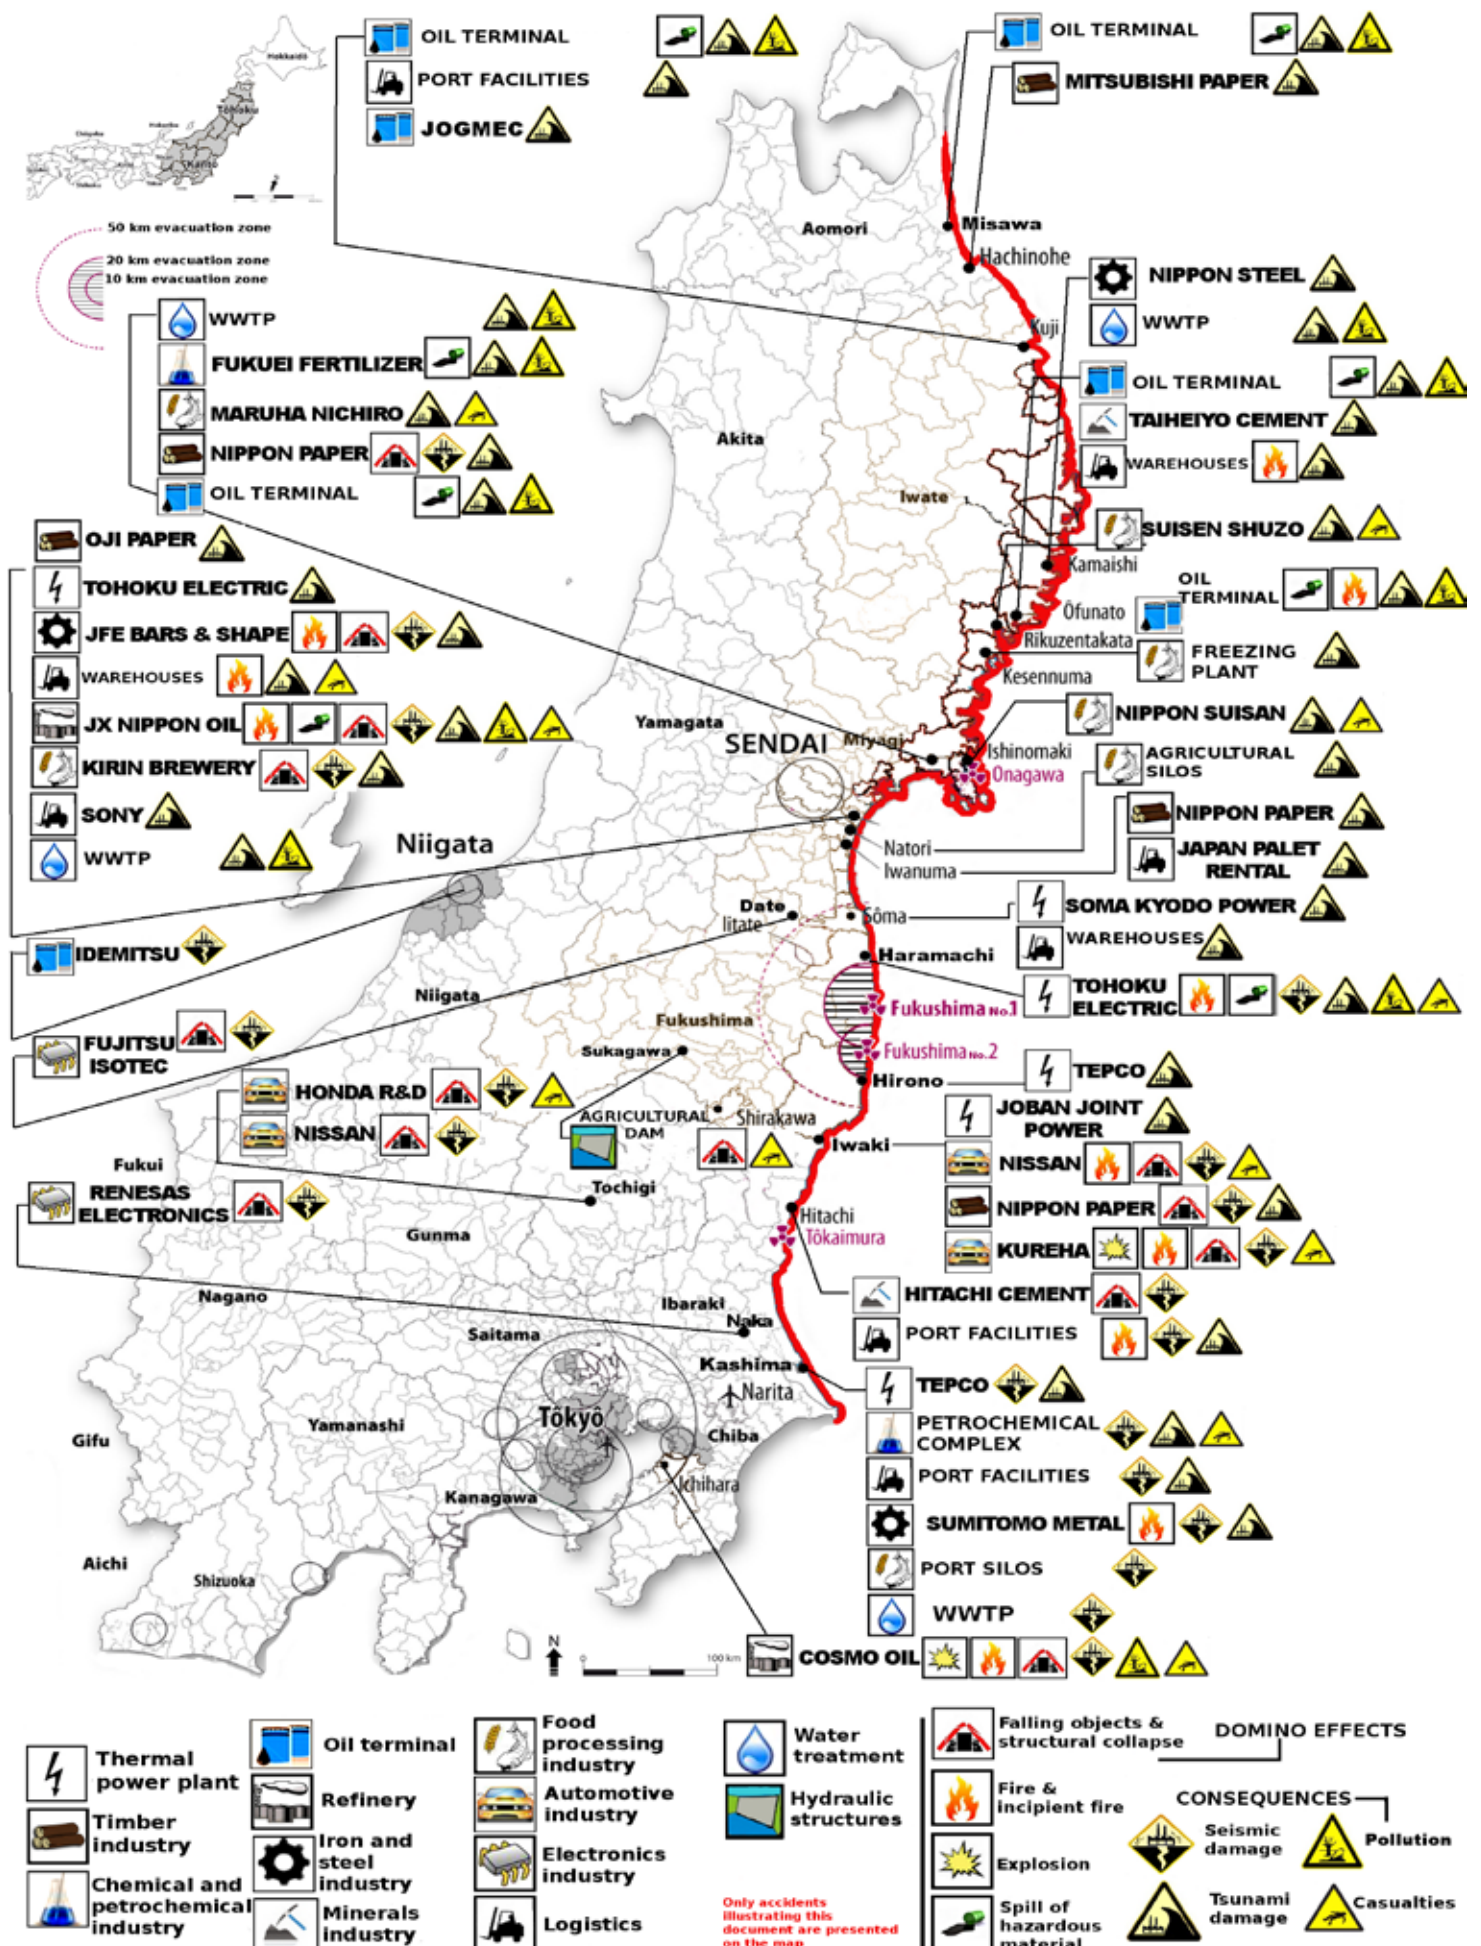 OIL TERMINAL
PORT FACILITIES
JOGMEC
OIL TERMINAL
MITSUBISHI PAPER
Hokkaidô
Tôhoku
Kanto
50 km evacuation zone
20 km evacuation zone
10 km evacuation zone
WWTP
FUKUEI FERTILIZER
MARUHA NICHIRO
NIPPON PAPER
OIL TERMINAL
OJI PAPER
TOHOKU ELECTRIC
JFE BARS & SHAPE
WAREHOUSES
JX NIPPON OIL
KIRIN BREWERY
SONY
WWTP
IDEMITSU
FUJITSU
ISOTEC
HONDA R&D
NISSAN
AGRICULTURAL
DAM
RENESAS
ELECTRONICS
Aomori
Misawa
Hachinohe
Kuji
Akita
Iwate
Kamaishi
Ôfunato
Rikuzentakata
Kesennuma
Yamagata
SENDAI
Miyagi
Ishinomaki
Onagawa
Niigata
Natori
Iwanuma
Date
Iitate
Sôma
Haramachi
Niigata
Fukushima
Fukushima No.1
Fukushima No.2
Sukagawa
Hirono
Shirakawa
Iwaki
Fukui
Tochigi
Hitachi
Tôkaimura
Gunma
Nagano
Ibaraki
Naka
Saitama
Kashima
Narita
Tôkyô
Yamanashi
Chiba
Gifu
Ichihara
Kanagawa
Aichi
Shizuoka
NIPPON STEEL
WWTP
OIL TERMINAL
TAIHEIYO CEMENT
WAREHOUSES
SUISEN SHUZO
OIL
TERMINAL
FREEZING
PLANT
NIPPON SUISAN
AGRICULTURAL
SILOS
NIPPON PAPER
JAPAN PALET
RENTAL
SOMA KYODO POWER
WAREHOUSES
TOHOKU
ELECTRIC
TEPCO
JOBAN JOINT
POWER
NISSAN
NIPPON PAPER
KUREHA
HITACHI CEMENT
PORT FACILITIES
TEPCO
PETROCHEMICAL
COMPLEX
PORT FACILITIES
SUMITOMO METAL
PORT SILOS
WWTP
COSMO OIL
N
0
100 km
Thermal
power plant
Timber
industry
Chemical and
petrochemical
industry
Oil terminal
Refinery
Iron and
steel
industry
Minerals
industry
Food
processing
industry
Automotive
industry
Electronics
industry
Logistics
Water
treatment
Hydraulic
structures
Only accidents
illustrating this
document are presented
on the map
Falling objects &
structural collapse
DOMINO EFFECTS
Fire &
incipient fire
Explosion
Spill of
hazardous
material
CONSEQUENCES
Seismic
damage
Pollution
Tsunami
damage
Casualties